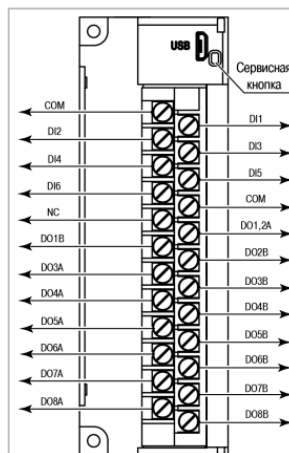 USB
Сервисная
кнопка
COM
DI1
DI2
DI3
DI4
DI5
DI6
COM
NC
DO1,2A
DO1B
DO2B
DO3A
DO3B
DO4A
DO4B
DO5A
DO5B
DO6A
DO6B
DO7A
DO7B
DO8A
DO8B